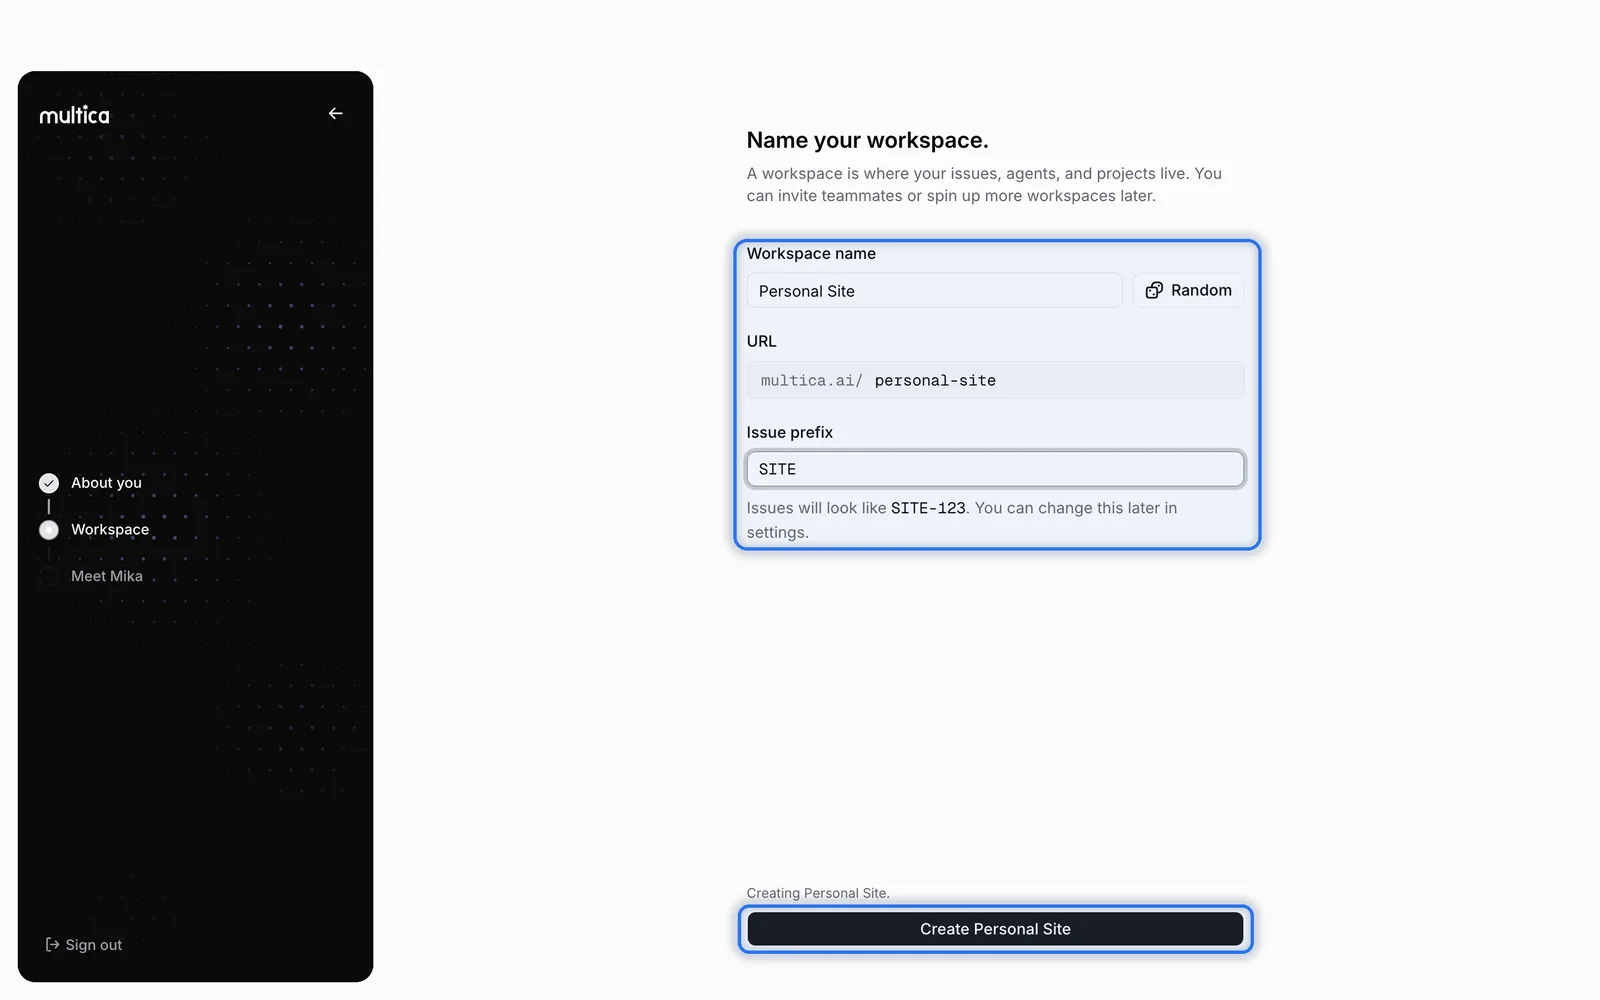 multica
About you
Workspace
Meet Mika
Sign out
Name your workspace.
A workspace is where your issues, agents, and projects live. You
can invite teammates or spin up more workspaces later.
Workspace name
Personal Site
Random
URL
multica.ai/ personal-site
Issue prefix
SITE
Issues will look like SITE-123. You can change this later in
settings.
Creating Personal Site.
Create Personal Site